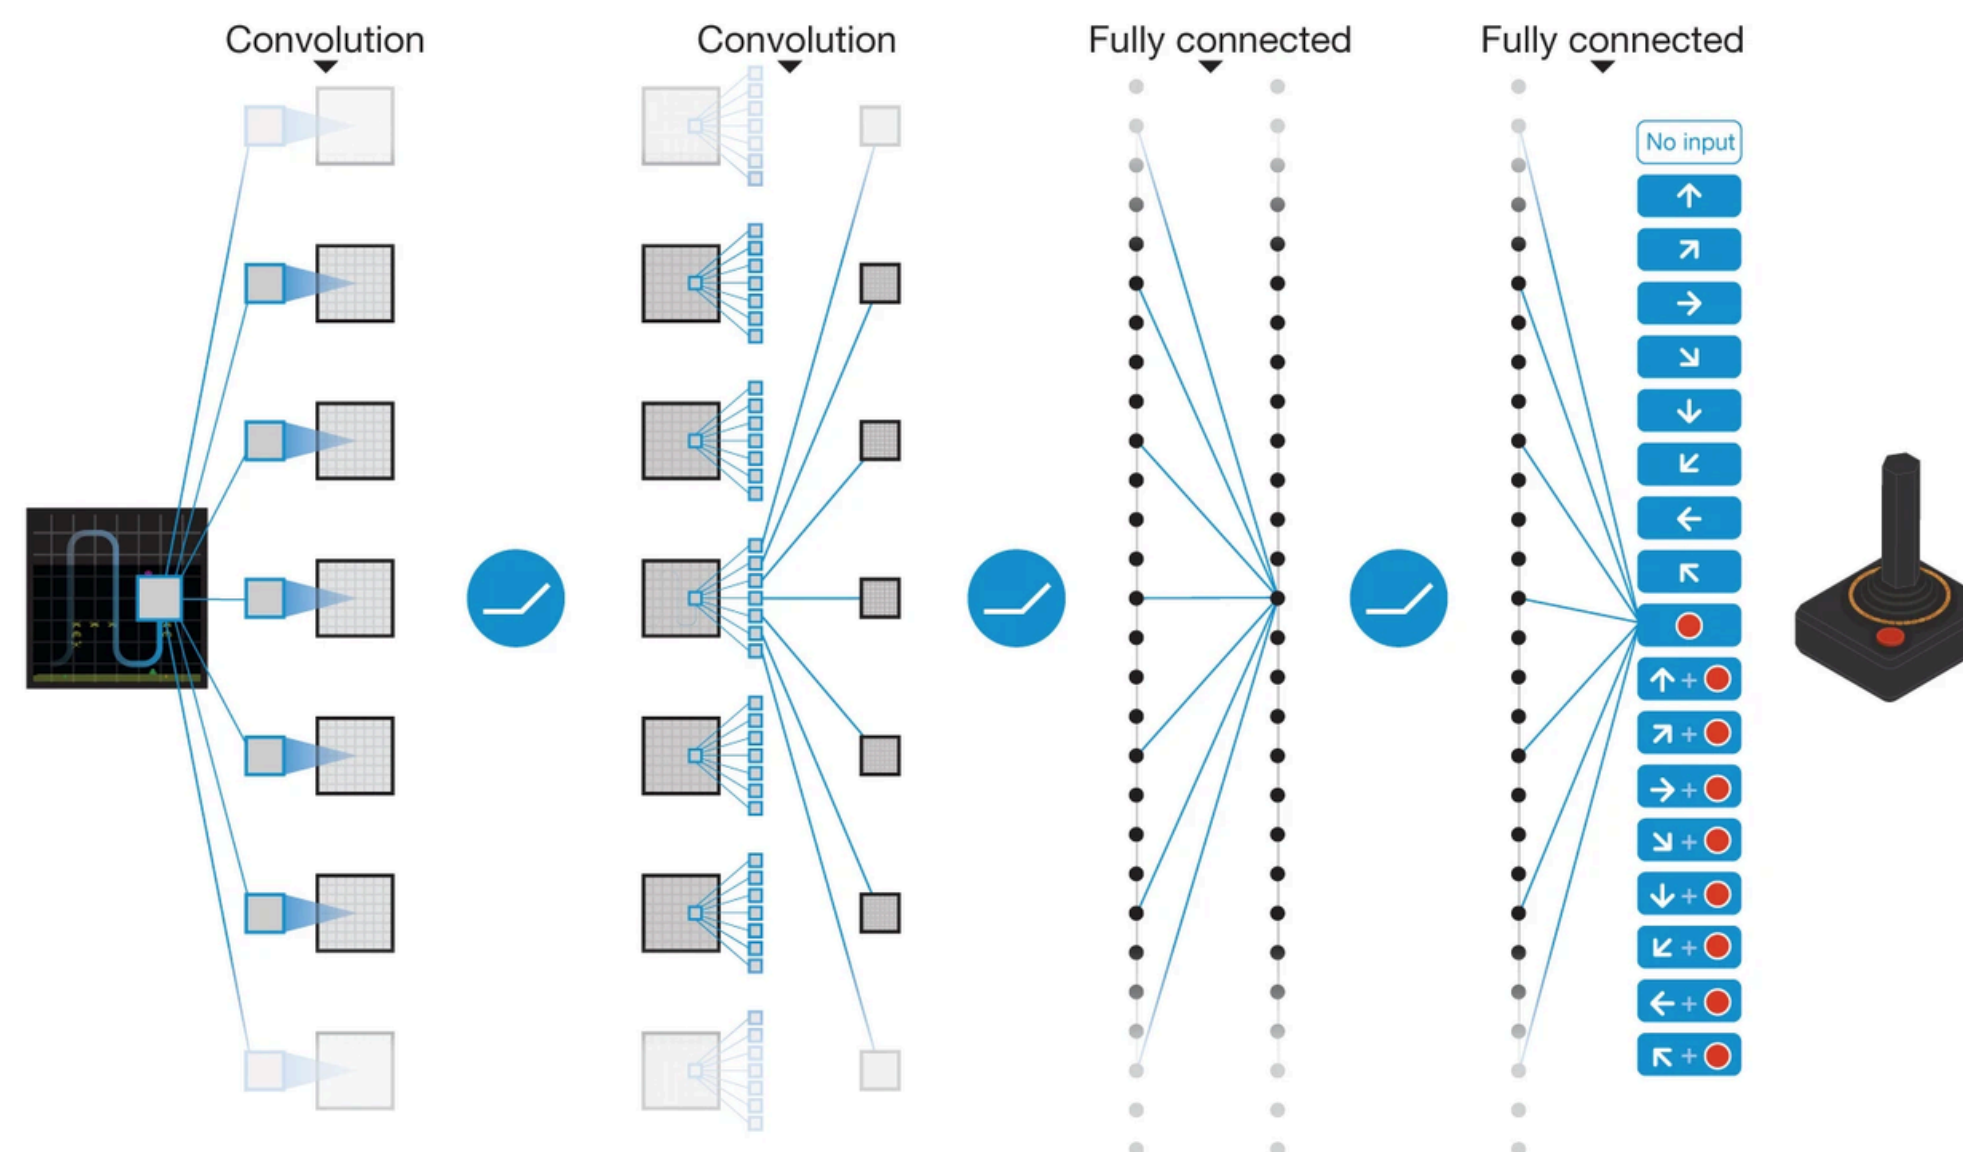 Convolution
Convolution
Fully connected
Fully connected
No input
+
+
+
+
+
+
+
+